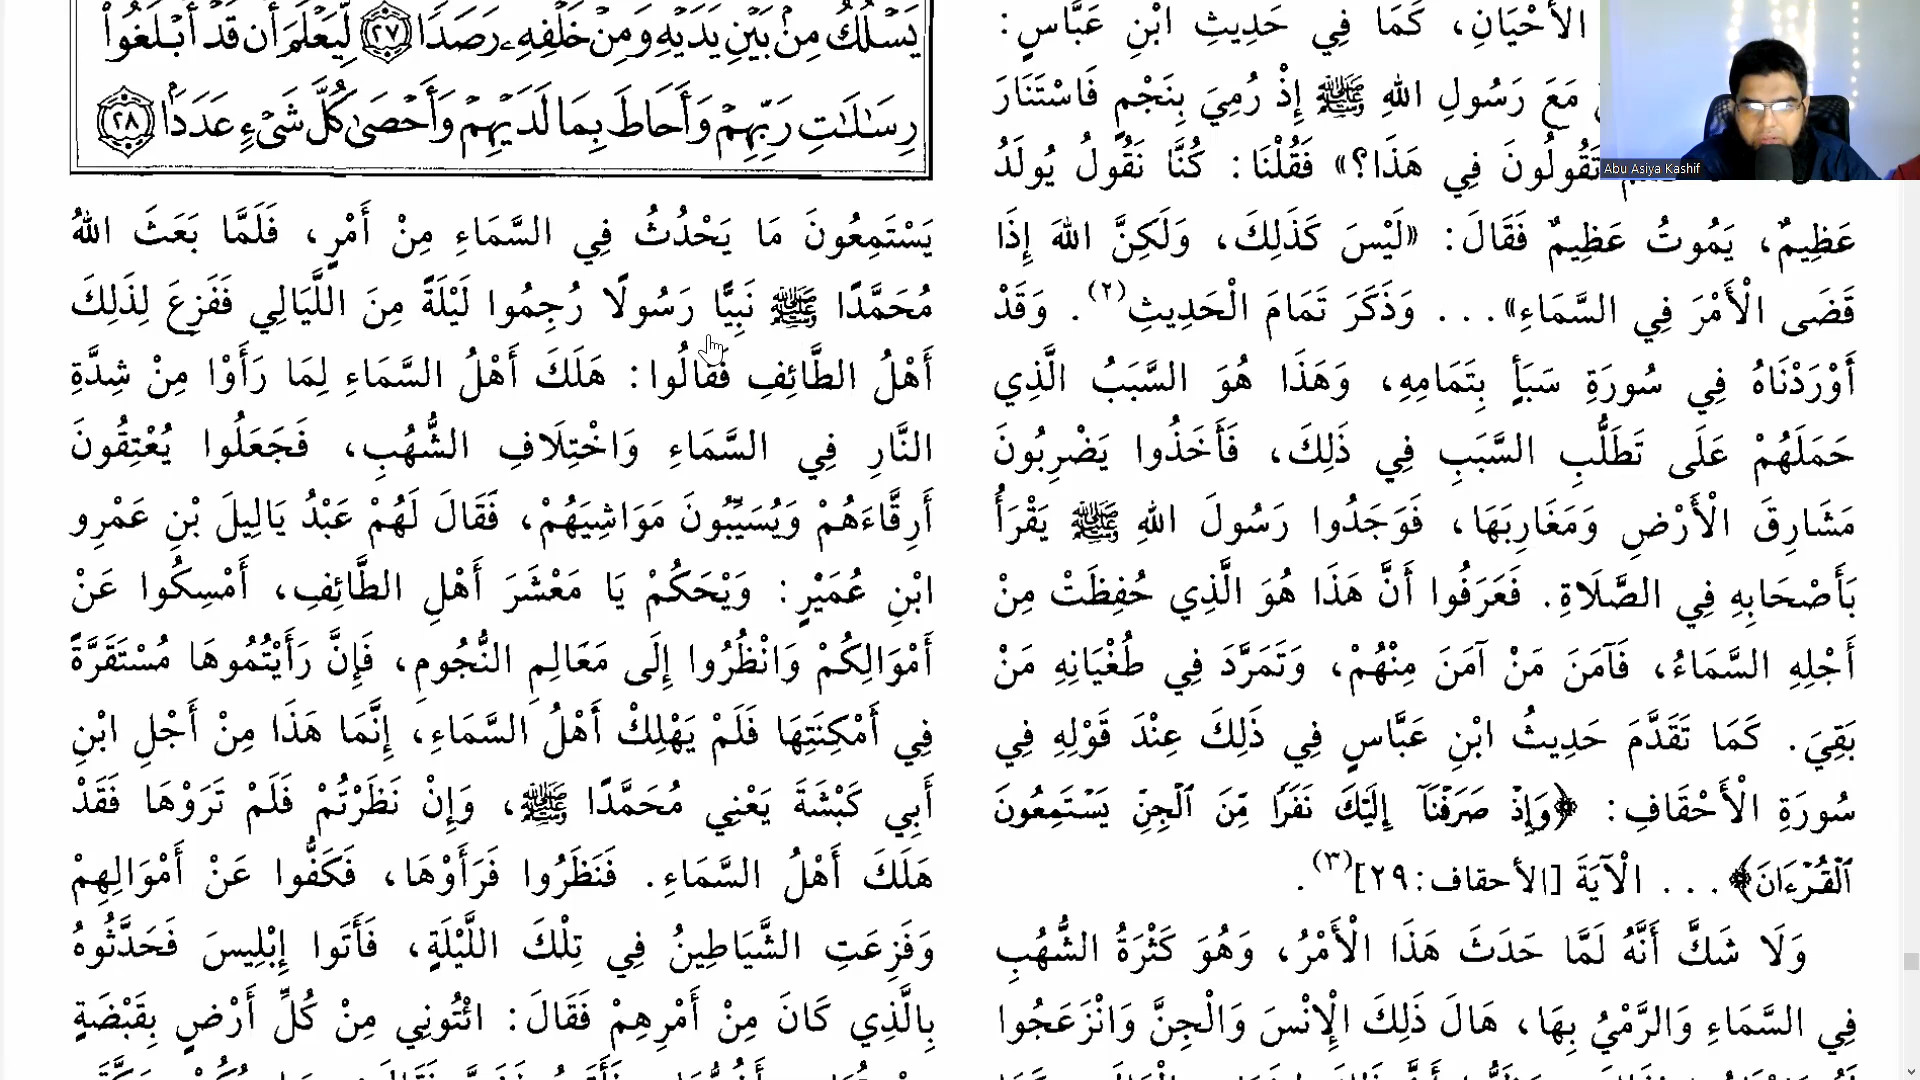 الْأَحْيَانِ، كَمَا فِي حَدِيثِ ابْنِ عَبَّاسٍ:
مَعَ رَسُولِ اللهِ ﷺ إِذْ رُمِيَ بِنَجْمٍ فَاسْتَنَارَ
تَقُولُونَ فِي هَذَا؟» فَقُلْنَا: كُنَّا نَقُولُ يُولَدُ
عَظِيمٌ، يَمُوتُ عَظِيمٌ فَقَالَ: «لَيْسَ كَذَلِكَ، وَلَكِنَّ اللهَ إِذَا
قَضَى الْأَمْرَ فِي السَّمَاءِ»... وَذَكَرَ تَمَامَ الْحَدِيثِ(٢). وَقَدْ
أَوْرَدْنَاهُ فِي سُورَةِ سَبَأٍ بِتَمَامِهِ، وَهَذَا هُوَ السَّبَبُ الَّذِي
حَمَلَهُمْ عَلَى تَطَلُّبِ السَّبَبِ فِي ذَلِكَ، فَأَخَذُوا يَضْرِبُونَ
مَشَارِقَ الْأَرْضِ وَمَغَارِبَهَا، فَوَجَدُوا رَسُولَ اللهِ ﷺ يَقْرَأُ
بَأَصْحَابِهِ فِي الصَّلَاةِ. فَعَرَفُوا أَنَّ هَذَا هُوَ الَّذِي حُفِظَتْ مِنْ
أَجْلِهِ السَّمَاءُ، فَآمَنَ مَنْ آمَنَ مِنْهُمْ، وَتَمَرَّدَ فِي طُغْيَانِهِ مَنْ
بَقِيَ. كَمَا تَقَدَّمَ حَدِيثُ ابْنِ عَبَّاسٍ فِي ذَلِكَ عِنْدَ قَوْلِهِ فِي
سُورَةِ الْأَحْقَافِ: ﴿وَإِذْ صَرَفْنَآ إِلَيْكَ نَفَرًا مِّنَ ٱلْجِنِّ يَسْتَمِعُونَ
ٱلْقُرْءَانَ﴾... الْآيَةَ [الأحقاف:٢٩](٣).
وَلَا شَكَّ أَنَّهُ لَمَّا حَدَثَ هَذَا الْأَمْرُ، وَهُوَ كَثْرَةُ الشُّهُبِ
فِي السَّمَاءِ وَالرَّمْيُ بِهَا، هَالَ ذَلِكَ الْإِنْسَ وَالْجِنَّ وَانْزَعَجُوا
يَسْلُكُ مِنۢ بَيْنِ يَدَيْهِ وَمِنْ خَلْفِهِۦ رَصَدًا ٢٧ لِّيَعْلَمَ أَن قَدْ أَبْلَغُوا۟
رِسَٰلَٰتِ رَبِّهِمْ وَأَحَاطَ بِمَا لَدَيْهِمْ وَأَحْصَىٰ كُلَّ شَىْءٍ عَدَدًۢا ٢٨
يَسْتَمِعُونَ مَا يَحْدُثُ فِي السَّمَاءِ مِنْ أَمْرٍ، فَلَمَّا بَعَثَ اللهُ
مُحَمَّدًا ﷺ نَبِيًّا رَسُولًا رُجِمُوا لَيْلَةً مِنَ اللَّيَالِي فَفَزِعَ لِذَلِكَ
أَهْلُ الطَّائِفِ فَقَالُوا: هَلَكَ أَهْلُ السَّمَاءِ لِمَا رَأَوْا مِنْ شِدَّةِ
النَّارِ فِي السَّمَاءِ وَاخْتِلَافِ الشُّهُبِ، فَجَعَلُوا يُعْتِقُونَ
أَرِقَّاءَهُمْ وَيُسَيِّبُونَ مَوَاشِيَهُمْ، فَقَالَ لَهُمْ عَبْدُ يَالِيلَ بْنِ عَمْرِو
ابْنِ عُمَيْرٍ: وَيْحَكُمْ يَا مَعْشَرَ أَهْلِ الطَّائِفِ، أَمْسِكُوا عَنْ
أَمْوَالِكُمْ وَانْظُرُوا إِلَى مَعَالِمِ النُّجُومِ، فَإِنَّ رَأَيْتُمُوهَا مُسْتَقَرَّةً
فِي أَمْكِنَتِهَا فَلَمْ يَهْلِكْ أَهْلُ السَّمَاءِ، إِنَّمَا هَذَا مِنْ أَجْلِ ابْنِ
أَبِي كَبْشَةَ يَعْنِي مُحَمَّدًا ﷺ، وَإِنْ نَظَرْتُمْ فَلَمْ تَرَوْهَا فَقَدْ
هَلَكَ أَهْلُ السَّمَاءِ. فَنَظَرُوا فَرَأَوْهَا، فَكَفُّوا عَنْ أَمْوَالِهِمْ
وَفَزِعَتِ الشَّيَاطِينُ فِي تِلْكَ اللَّيْلَةِ، فَأَتَوا إِبْلِيسَ فَحَدَّثُوهُ
بِالَّذِي كَانَ مِنْ أَمْرِهِمْ فَقَالَ: ائْتُونِي مِنْ كُلِّ أَرْضٍ بِقَبْضَةٍ
Abu Asiya Kashif